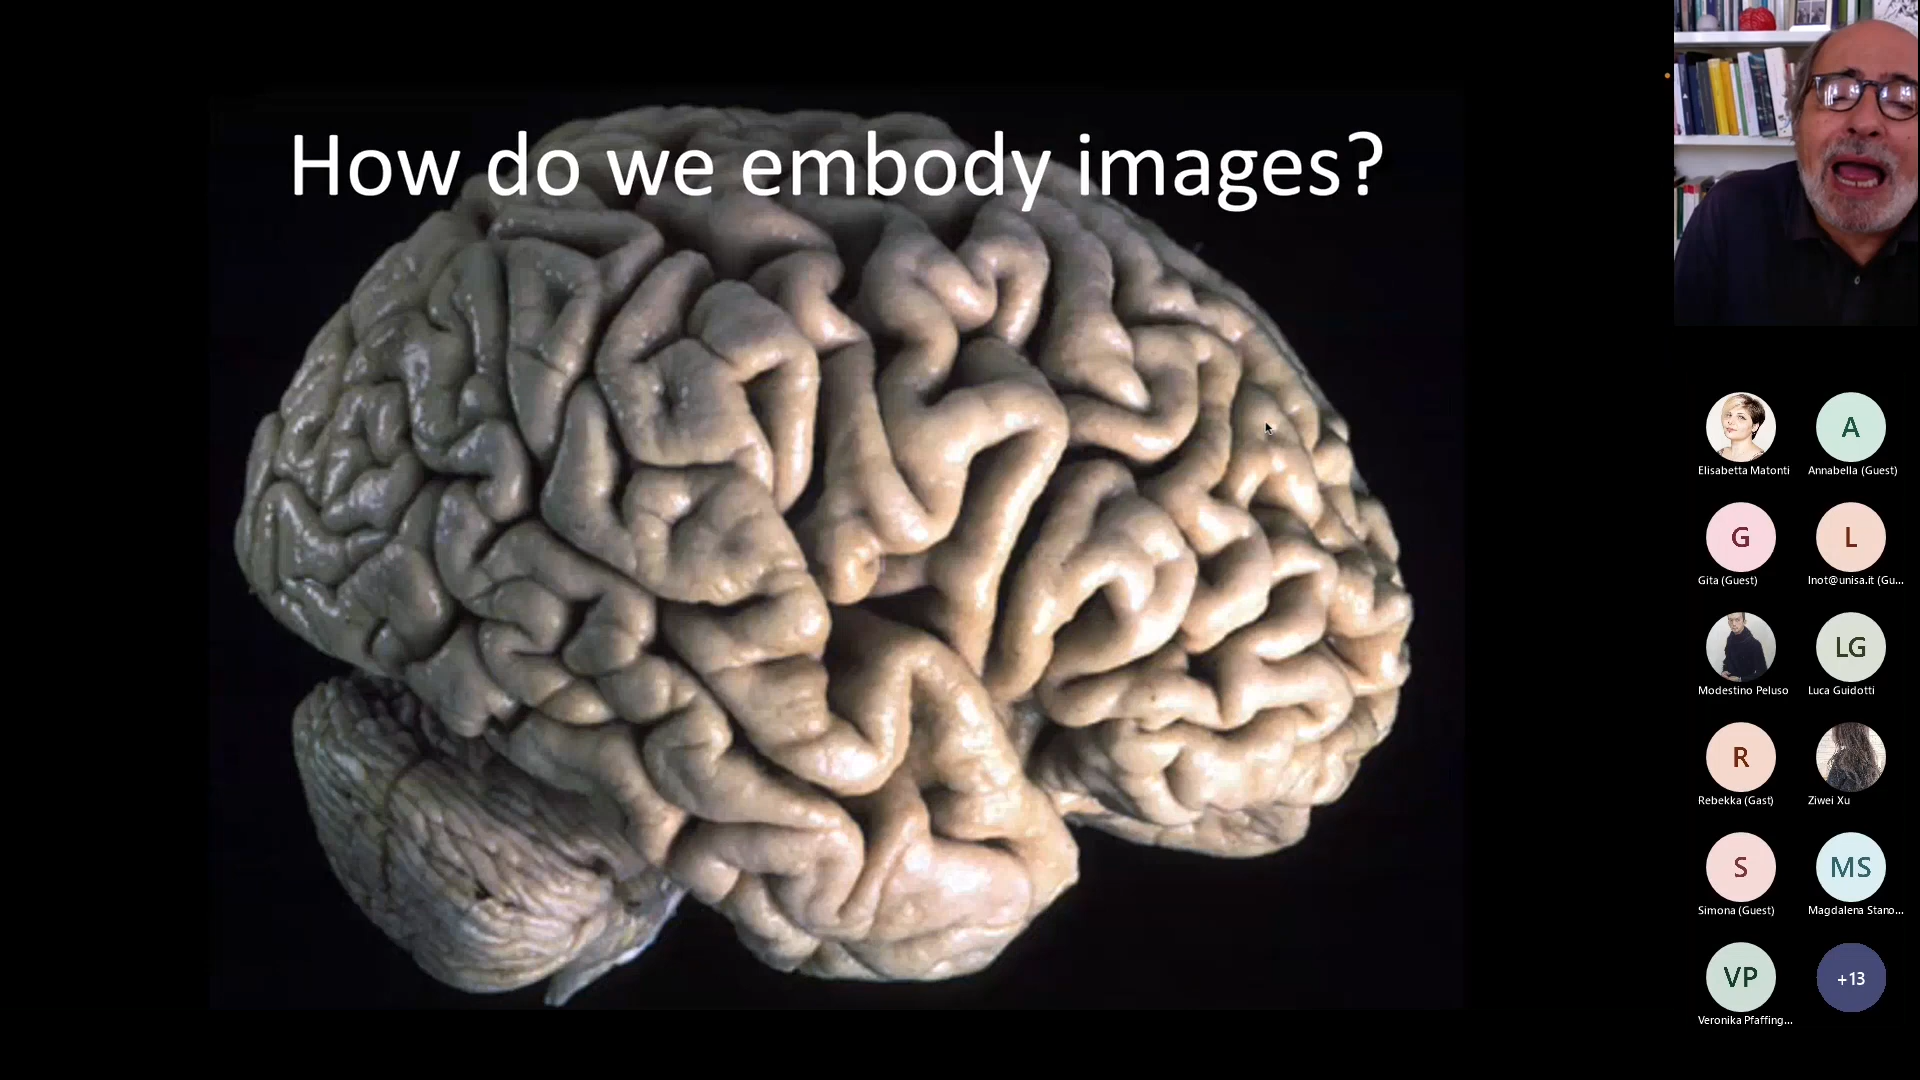 How do we embody images?
Elisabetta Matonti
A
Annabella (Guest)
G
Gita (Guest)
L
lnot@unisa.it (Gu...
Modestino Peluso
LG
Luca Guidotti
R
Rebekka (Gast)
Ziwei Xu
S
Simona (Guest)
MS
Magdalena Stano...
VP
Veronika Pfaffing...
+13